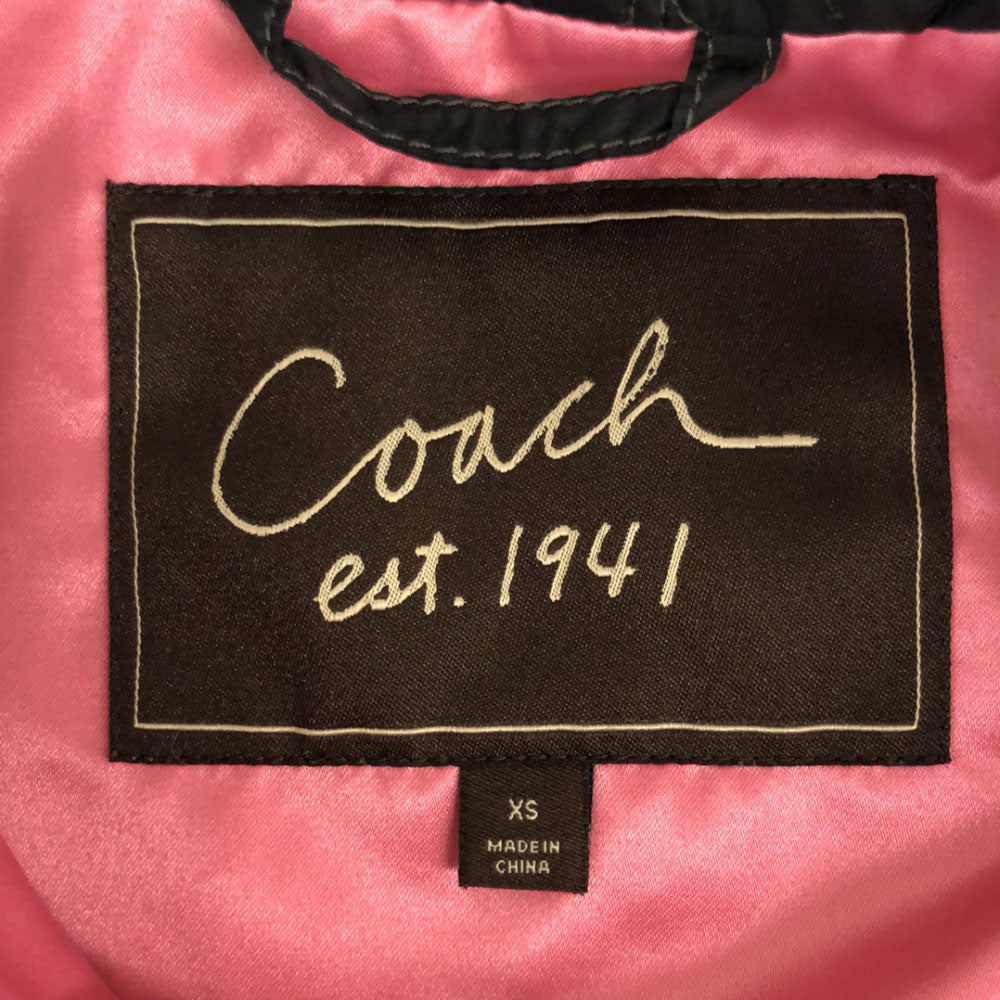 Coach
est. 1941
XS
MADE IN
CHINA